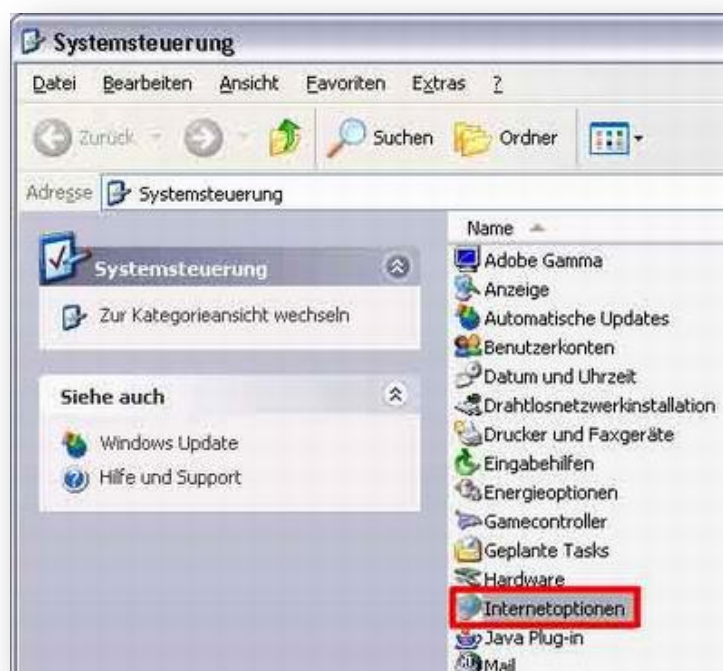 Systemsteuerung
Datei Bearbeiten Ansicht Favoriten Extras ?
Zurück Suchen Ordner
Adresse Systemsteuerung
Systemsteuerung
Zur Kategorieansicht wechseln
Siehe auch
Windows Update
Hilfe und Support
Name
Adobe Gamma
Anzeige
Automatische Updates
Benutzerkonten
Datum und Uhrzeit
Drahtlosnetzwerkinstallation
Drucker und Faxgeräte
Eingabehilfen
Energieoptionen
Gamecontroller
Geplante Tasks
Hardware
Internetoptionen
Java Plug-in
Mail